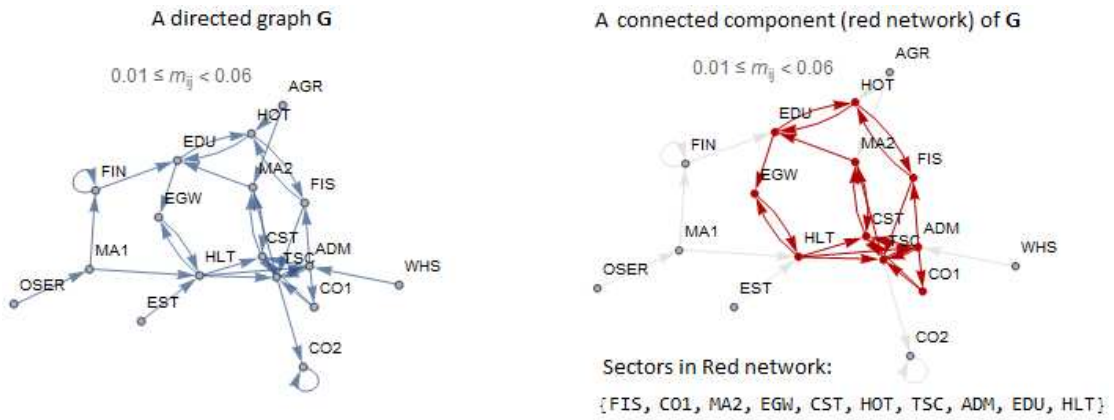 A directed graph G
A connected component (red network) of G
0.01 ≤ mij < 0.06
AGR
HOT
EDU
MA2
FIN
FIS
EGW
CST
MA1
HLT
TSC
ADM
WHS
OSER
EST
CO1
CO2
0.01 ≤ mij < 0.06
AGR
HOT
EDU
MA2
FIN
FIS
EGW
CST
MA1
HLT
TSC
ADM
WHS
OSER
EST
CO1
CO2
Sectors in Red network:
{FIS, CO1, MA2, EGW, CST, HOT, TSC, ADM, EDU, HLT}